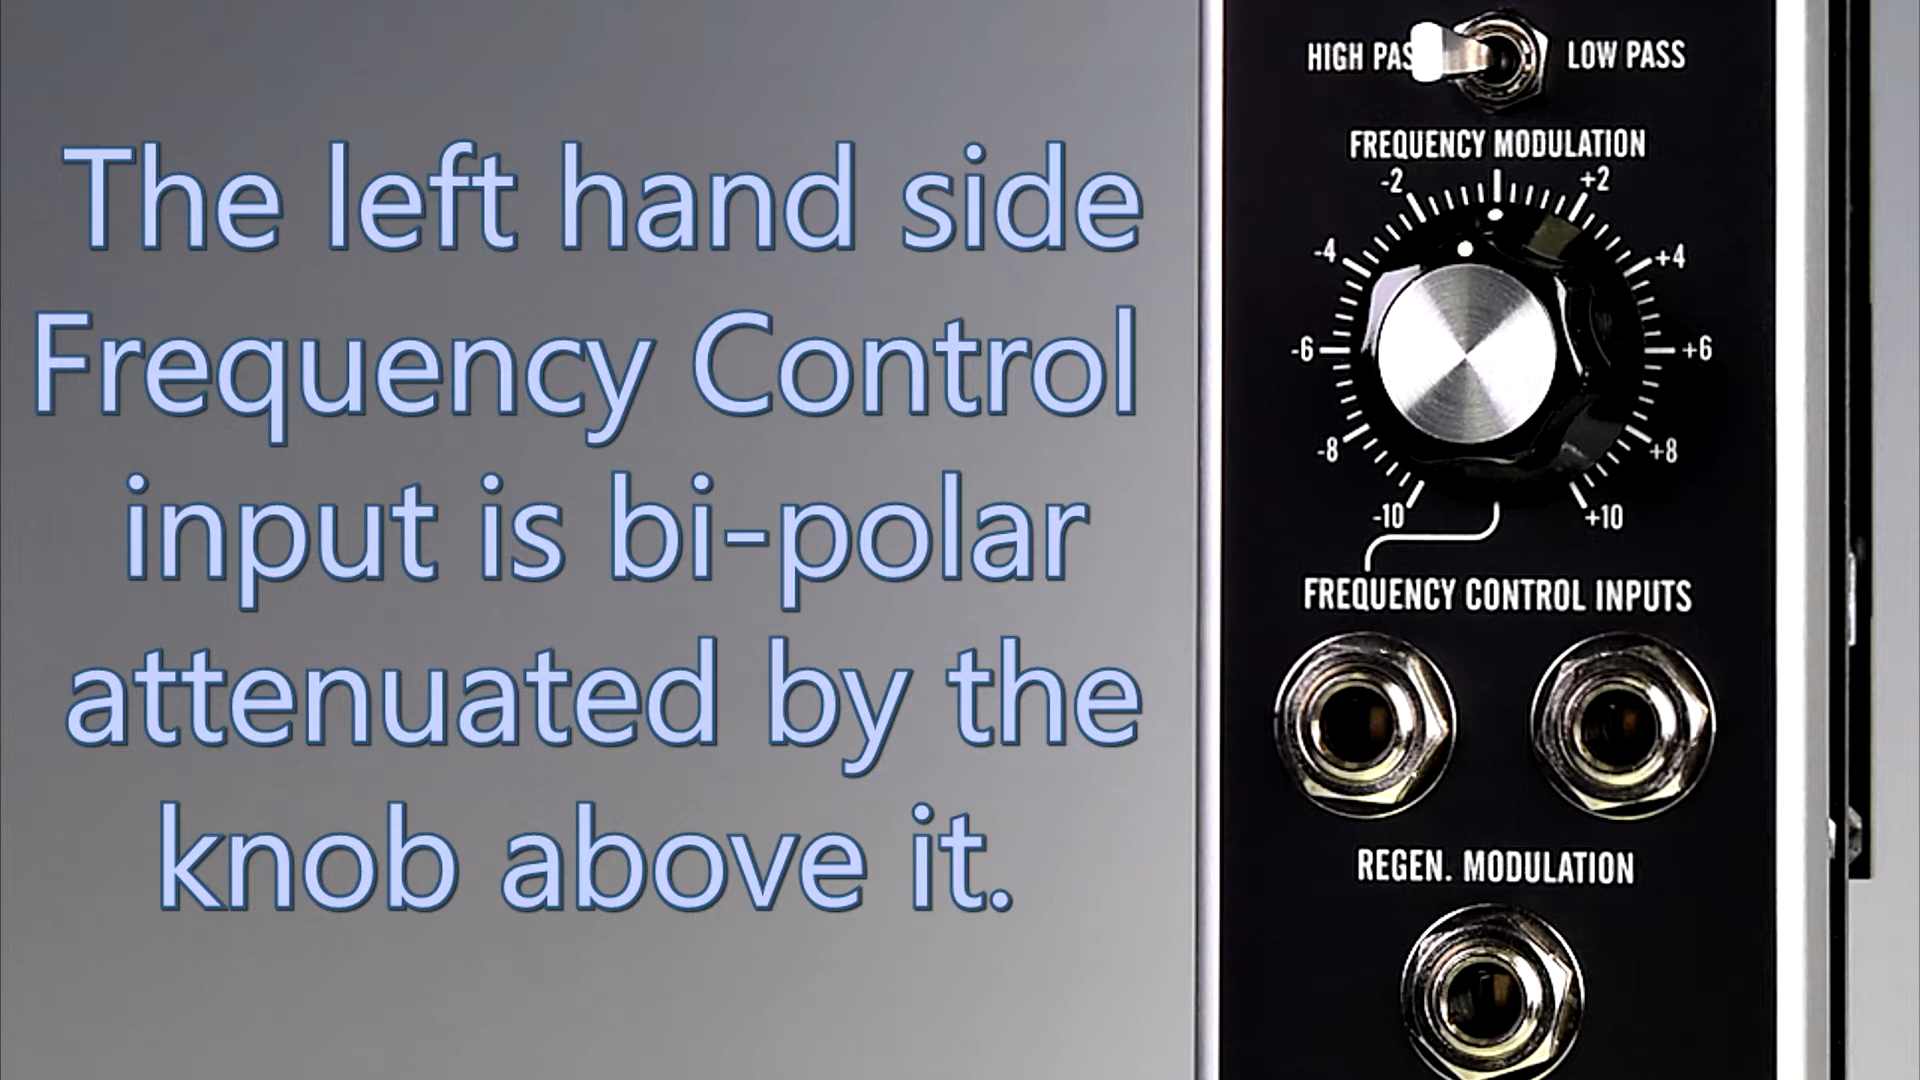 The left hand side
Frequency Control
input is bi-polar
attenuated by the
knob above it.
HIGH PAS
LOW PASS
FREQUENCY MODULATION
-2 +2
-4 +4
-6 +6
-8 +8
-10 +10
FREQUENCY CONTROL INPUTS
REGEN. MODULATION